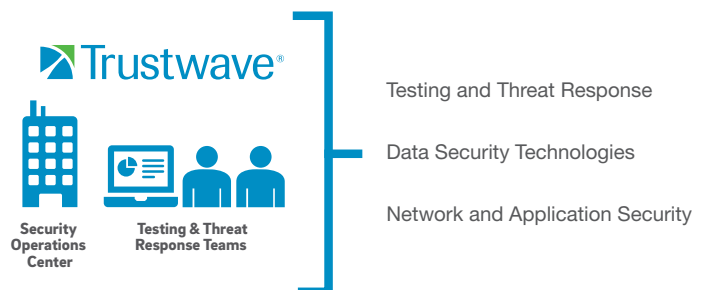 Trustwave®
Security
Operations
Center
Testing & Threat
Response Teams
Testing and Threat Response
Data Security Technologies
Network and Application Security